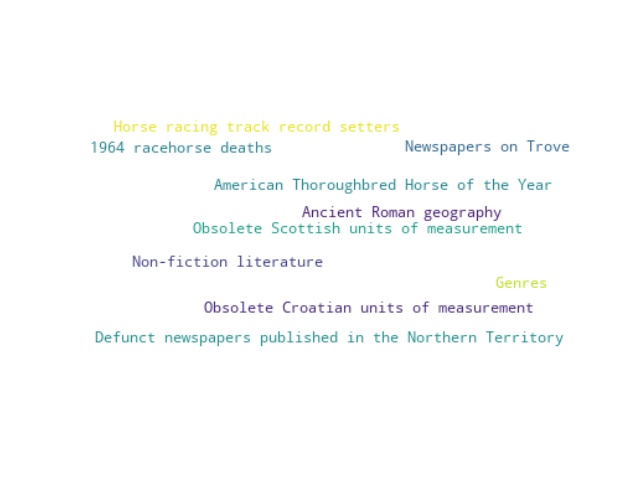 Horse racing track record setters
1964 racehorse deaths
Newspapers on Trove
American Thoroughbred Horse of the Year
Ancient Roman geography
Obsolete Scottish units of measurement
Non-fiction literature
Genres
Obsolete Croatian units of measurement
Defunct newspapers published in the Northern Territory